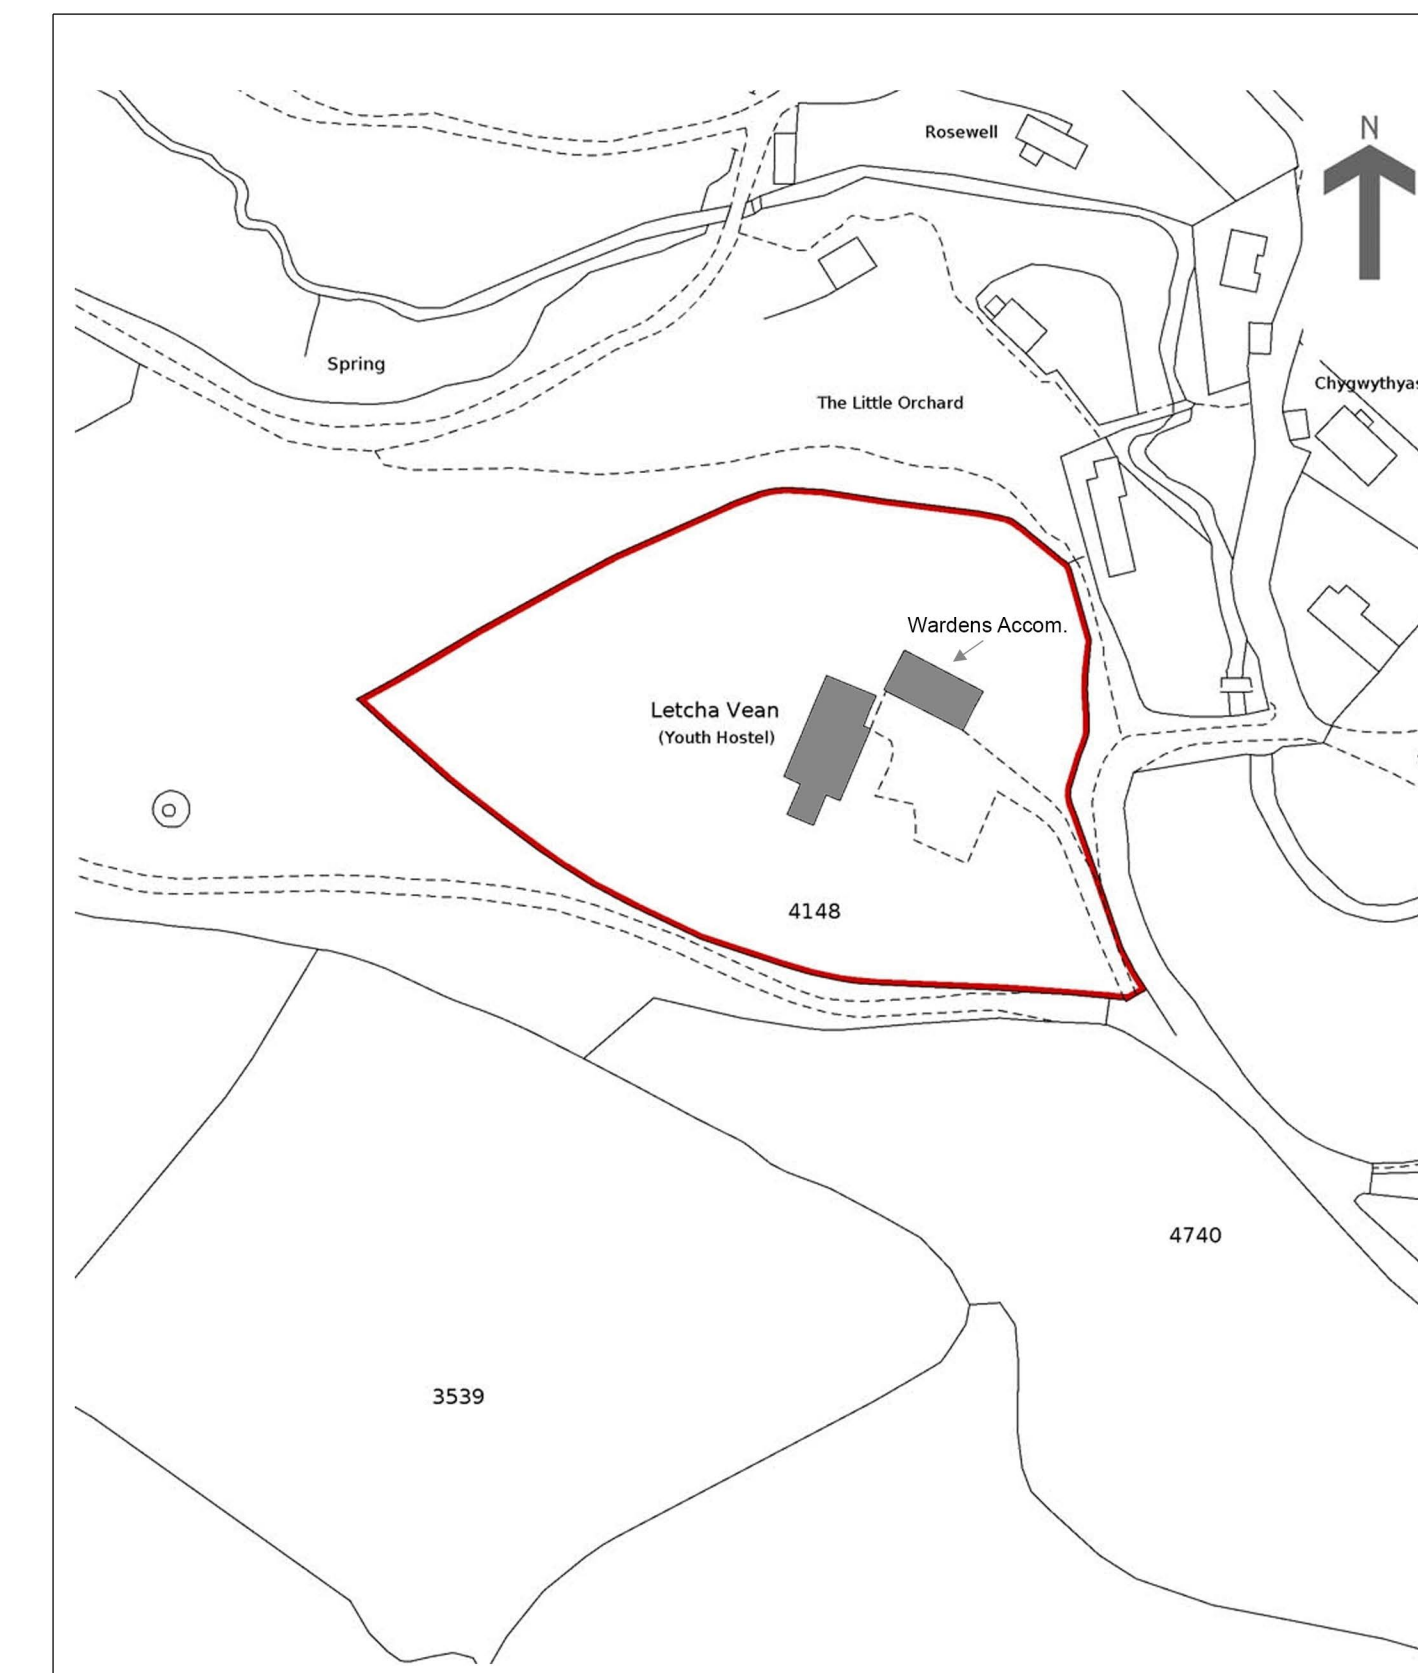 N
Rosewell
Spring
Chygwythyas
The Little Orchard
Wardens Accom.
Letcha Vean
(Youth Hostel)
4148
4740
3539